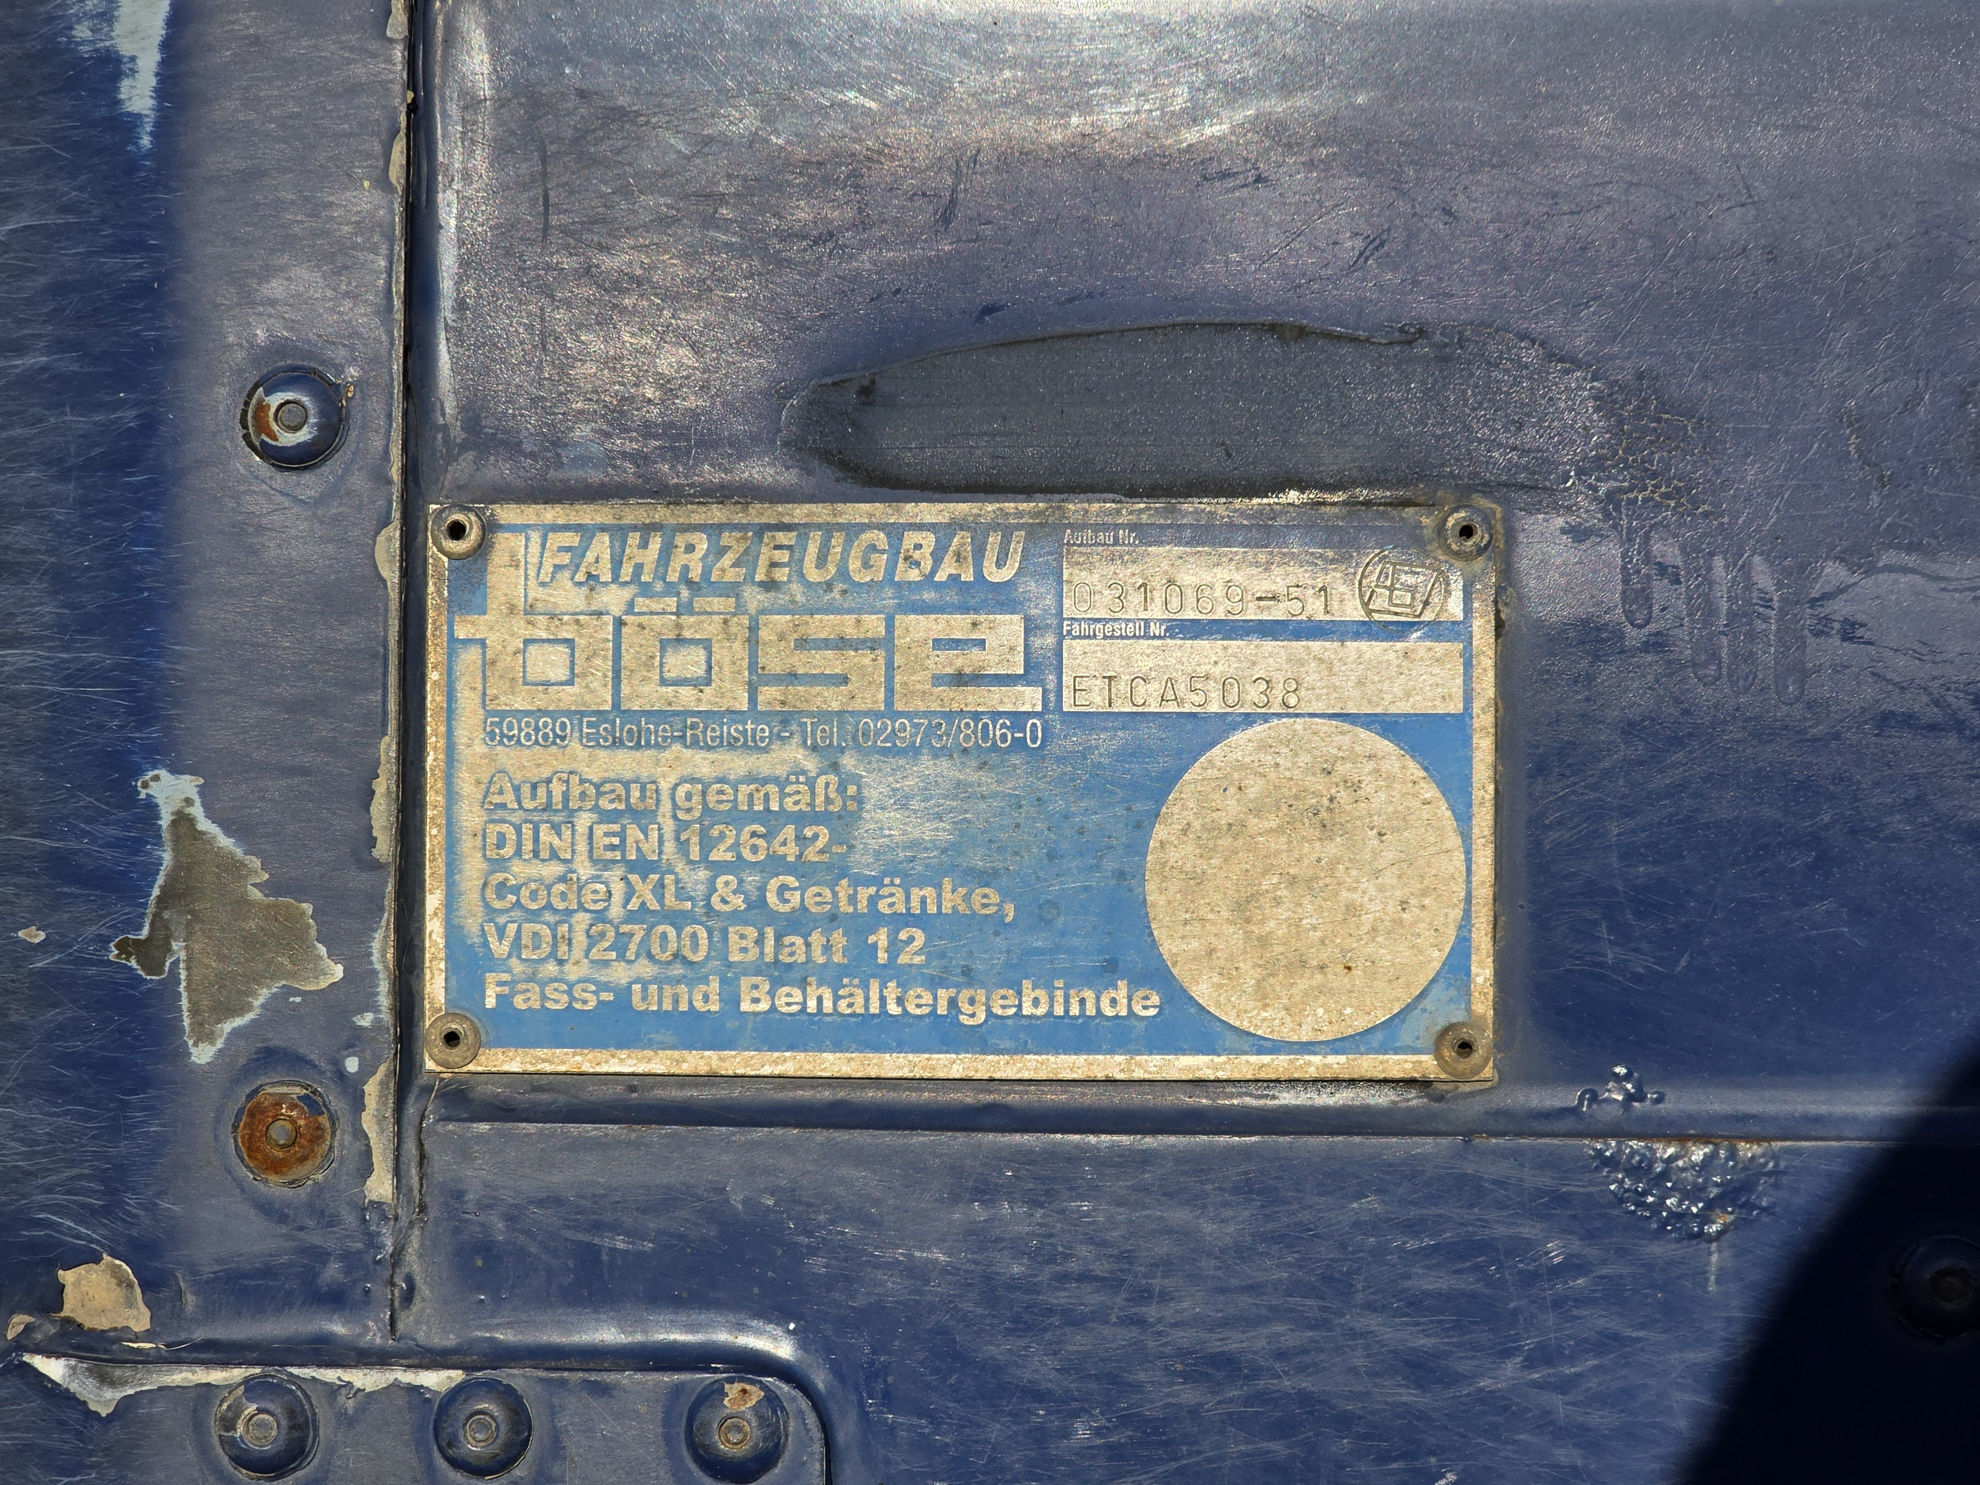 FAHRZEUGBAU
böse
59889 Eslohe-Reiste - Tel. 02973/806-0
Aufbau Nr.
031069-51
Fahrgestell Nr.
ETCA5038
Aufbau gemäß:
DIN EN 12642-
Code XL & Getränke,
VDI 2700 Blatt 12
Fass- und Behältergebinde